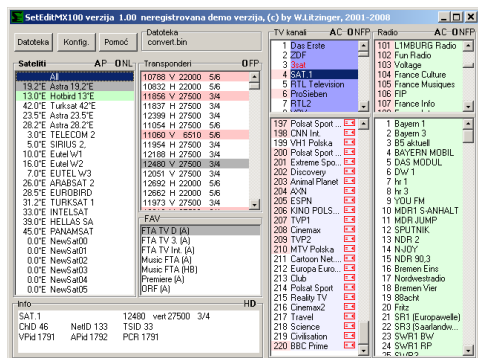 SetEditMX100 verzija 1.00 neregistrovana demo verzija, (c) by W.Litzinger, 2001-2008
Datoteka
Konfig.
Pomoć
Datoteka
convert.bin
Sateliti AP - ONL
All
19.2°E Astra 19.2°E
13.0°E Hotbird 13°E
42.0°E Turksat 42°E
23.5°E Astra 23.5°E
28.2°E Astra 28.2°E
3.0°E TELECOM 2
5.0°E SIRIUS 2,
10.0°E Eutel W1
16.0°E Eutel W2
7.0°E EUTEL W3
26.0°E ARABSAT 2
28.5°E EUROBIRD
31.2°E TURKSAT 1
33.0°E INTELSAT
39.0°E HELLAS SA
45.0°E PANAMSAT
0.0°E NewSat00
0.0°E NewSat01
0.0°E NewSat02
0.0°E NewSat03
0.0°E NewSat04
0.0°E NewSat05
Transponderi OFP
10788 V 22000 5/6
10832 H 22000 5/6
11856 V 27500 3/4
11837 H 27500 3/4
12399 H 27500 3/4
11054 H 27500 5/6
11060 V 6510 5/6
11954 H 27500 3/4
12188 H 27500 3/4
12480 V 27500 3/4
12051 V 27500 3/4
12692 H 22000 5/6
12662 H 22000 5/6
11973 V 27500 3/4
FAV
FTA TV D (A)
FTA TV 3. (A)
FTA TV Int. (A)
Music FTA (A)
Music FTA (HB)
Premiere (A)
ORF (A)
Info HD
SAT.1 12480 vert 27500 3/4
ChID 46 NetID 133 TSID 33
VPid 1791 APid 1792 PCR 1791
TV kanali AC - ONFP
1 Das Erste
2 ZDF
3 3sat
4 SAT.1
5 RTL Television
6 ProSieben
7 RTL2
197 Polsat Sport ...
198 CNN Int.
199 VH1 Polska
200 Polsat Sport ...
201 Extreme Spo...
202 Discovery
203 Animal Planet
204 AXN
205 ESPN
206 KINO POLS...
207 TVP1
208 Cinemax
209 TVP2
210 MTV Polska
211 Cartoon Net...
212 Europa Euro...
213 Club
214 Polsat Sport
215 Reality TV
216 Cinemax2
217 Travel
218 Science
219 Civilisation
220 BBC Prime
Radio AC - ONFP
101 L1MBURG Radio
102 Fun Radio
103 Voltage
104 France Culture
105 France Musiques
106 FIP
107 France Info
1 Bayern 1
2 Bayern 3
3 B5 aktuell
4 BAYERN MOBIL
5 DAS MODUL
6 DW 1
7 hr 1
8 hr 3
9 YOU FM
10 MDR1 S-ANHALT
11 MDR JUMP
12 SPUTNIK
13 NDR 2
14 N-JOY
15 NDR 90,3
16 Bremen Eins
17 Nordwestradio
18 Bremen Vier
19 88acht
20 Fritz
21 SR1 (Europawelle)
22 SR3 (Saarlandw...
23 SWR1 BW
24 SWR1 RP
25 SWR3